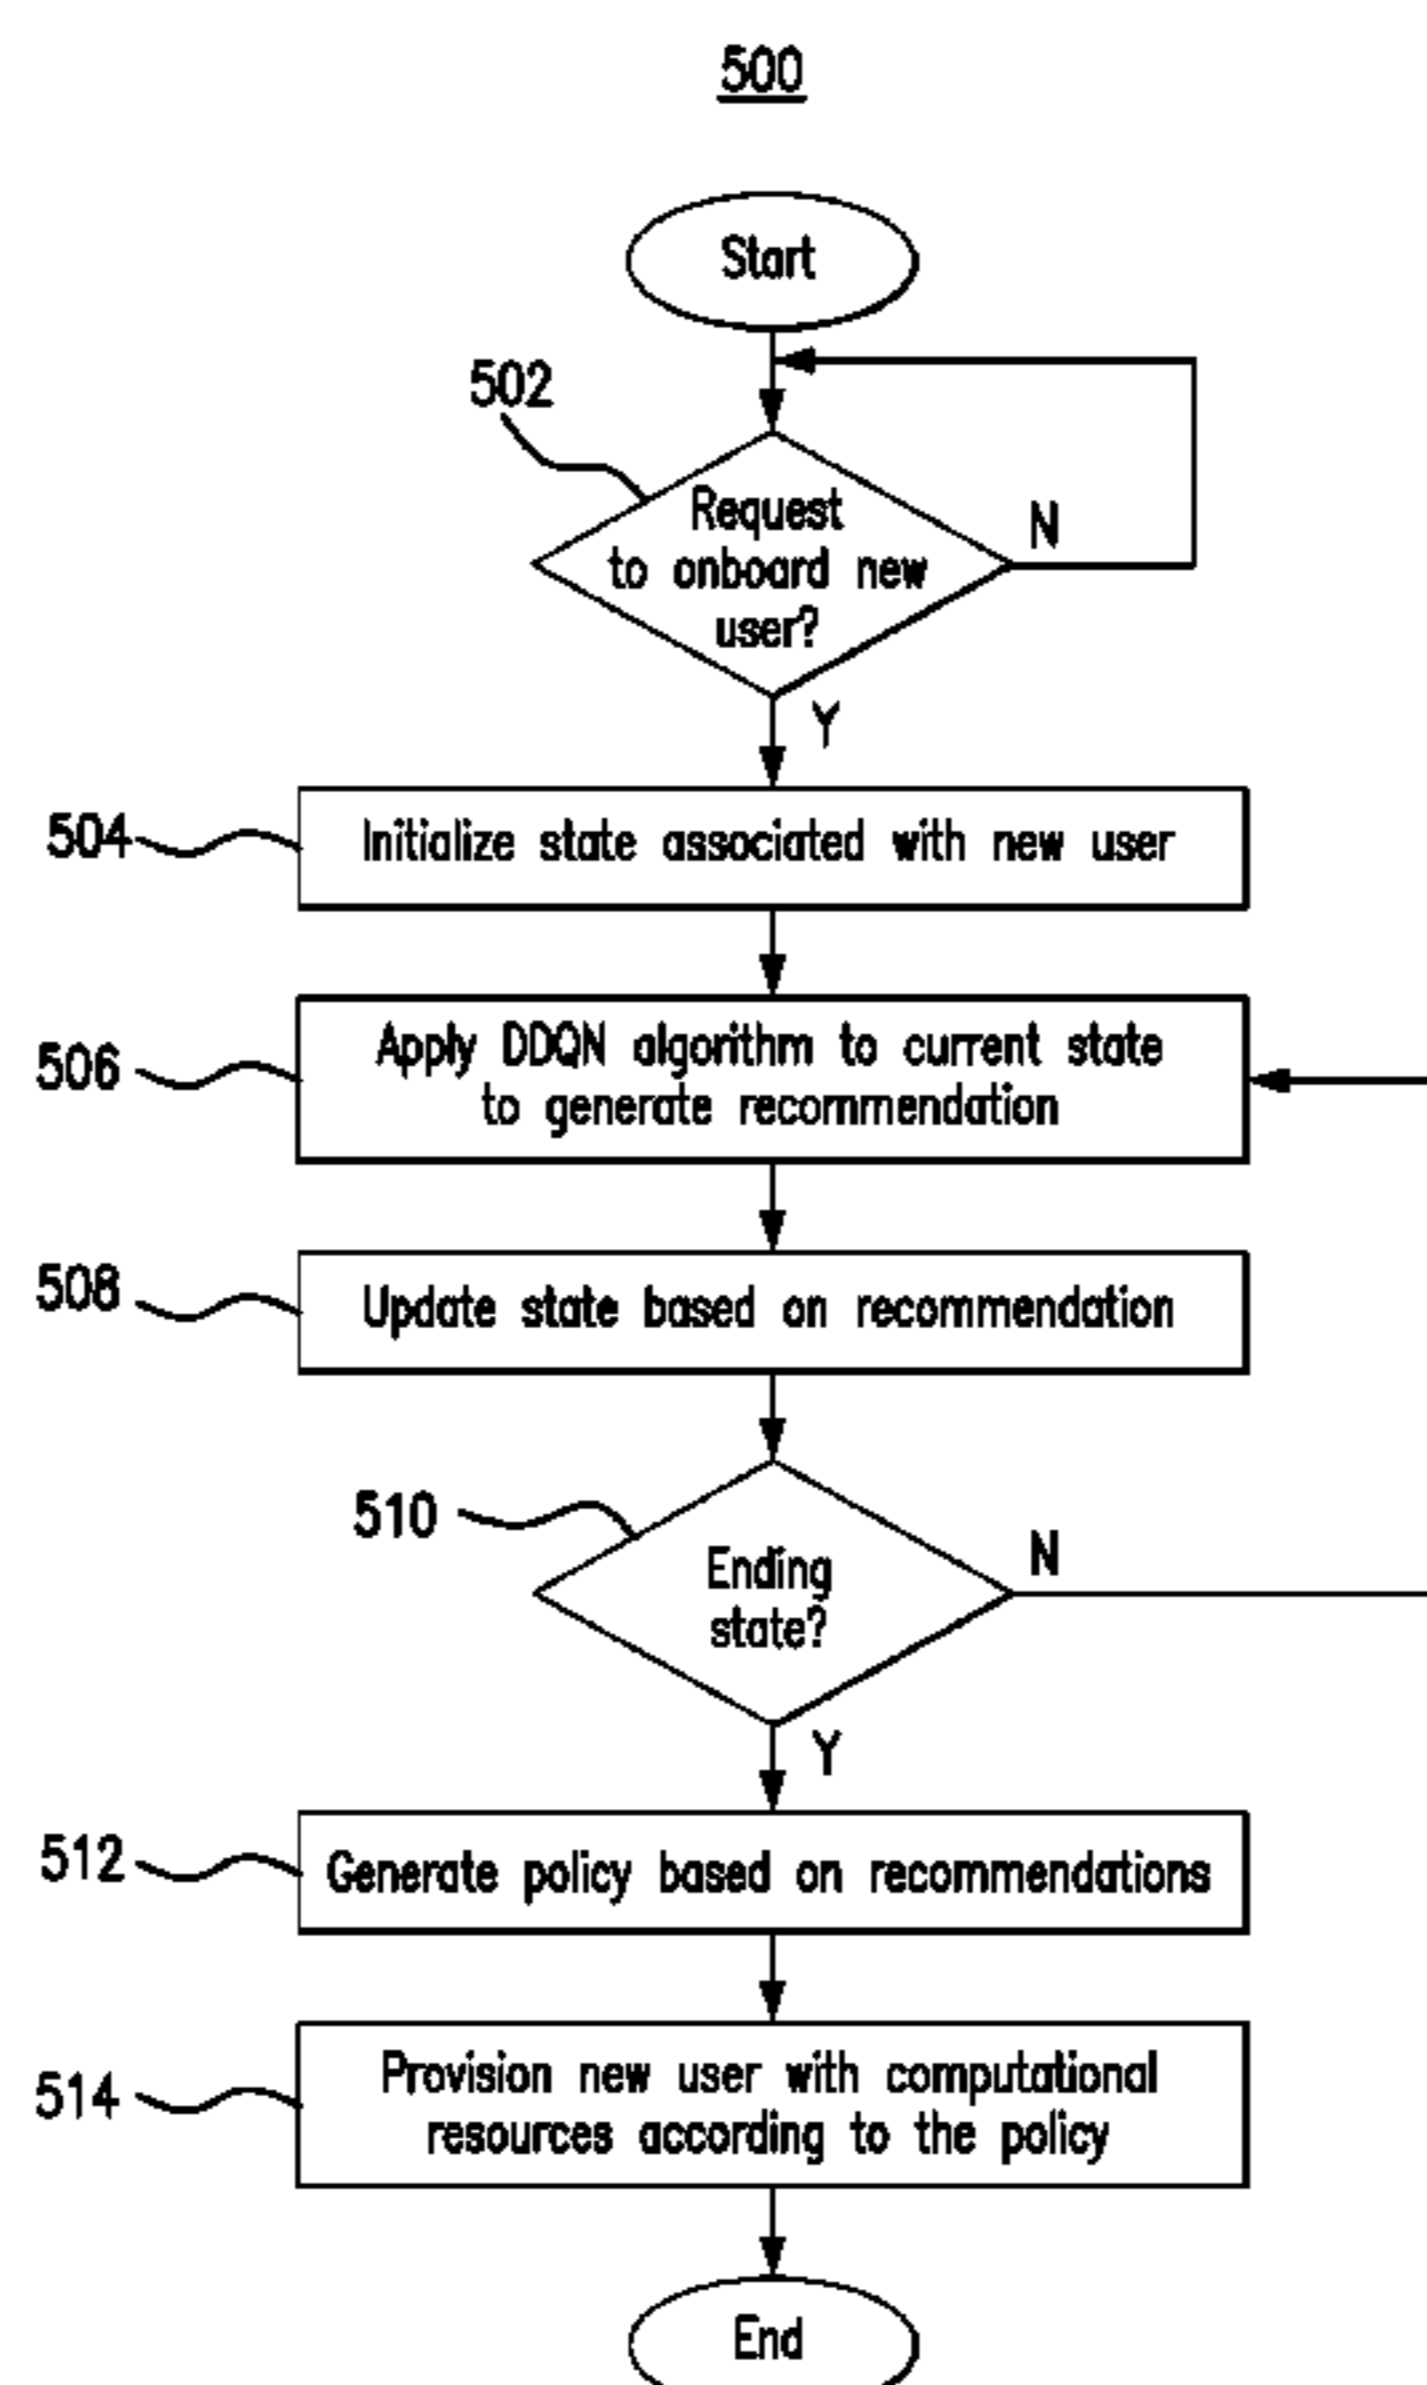 500
Start
502
Request
to onboard new
user?
N
Y
504
Initialize state associated with new user
506
Apply DDQN algorithm to current state
to generate recommendation
508
Update state based on recommendation
510
Ending
state?
N
Y
512
Generate policy based on recommendations
514
Provision new user with computational
resources according to the policy
End